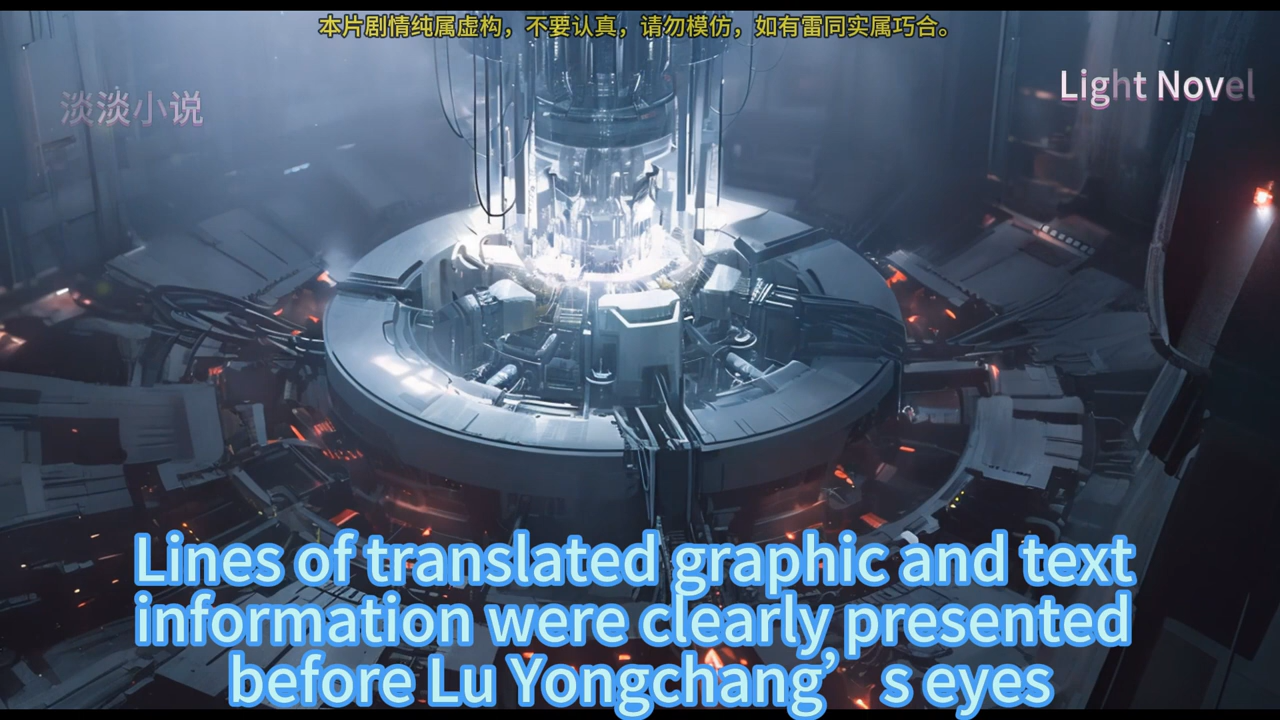 本片剧情纯属虚构，不要认真，请勿模仿，如有雷同实属巧合。
淡淡小说
Light Novel
Lines of translated graphic and text
information were clearly presented
before Lu Yongchang’s eyes